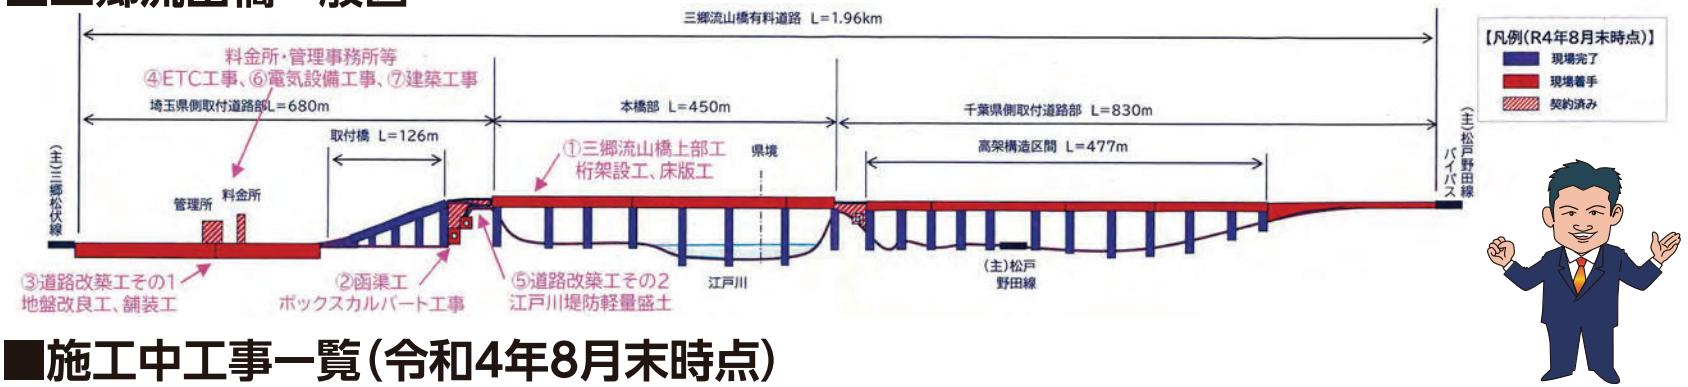 三郷流山橋有料道路 L=1.96km
【凡例(R4年8月末時点)】
現場完了
現場着手
契約済み
料金所・管理事務所等
④ETC工事、⑥電気設備工事、⑦建築工事
埼玉県側取付道路部L=680m
本橋部 L=450m
千葉県側取付道路部 L=830m
取付橋 L=126m
高架構造区間 L=477m
①三郷流山橋上部工
桁架設工、床版工
県境
(主)三郷松伏線
(主)松戸野田線
バイパス
管理所
料金所
③道路改築工その1
地盤改良工、舗装工
②函渠工
ボックスカルバート工事
⑤道路改築工その2
江戸川堤防軽量盛土
江戸川
(主)松戸
野田線
■施工中工事一覧(令和4年8月末時点)